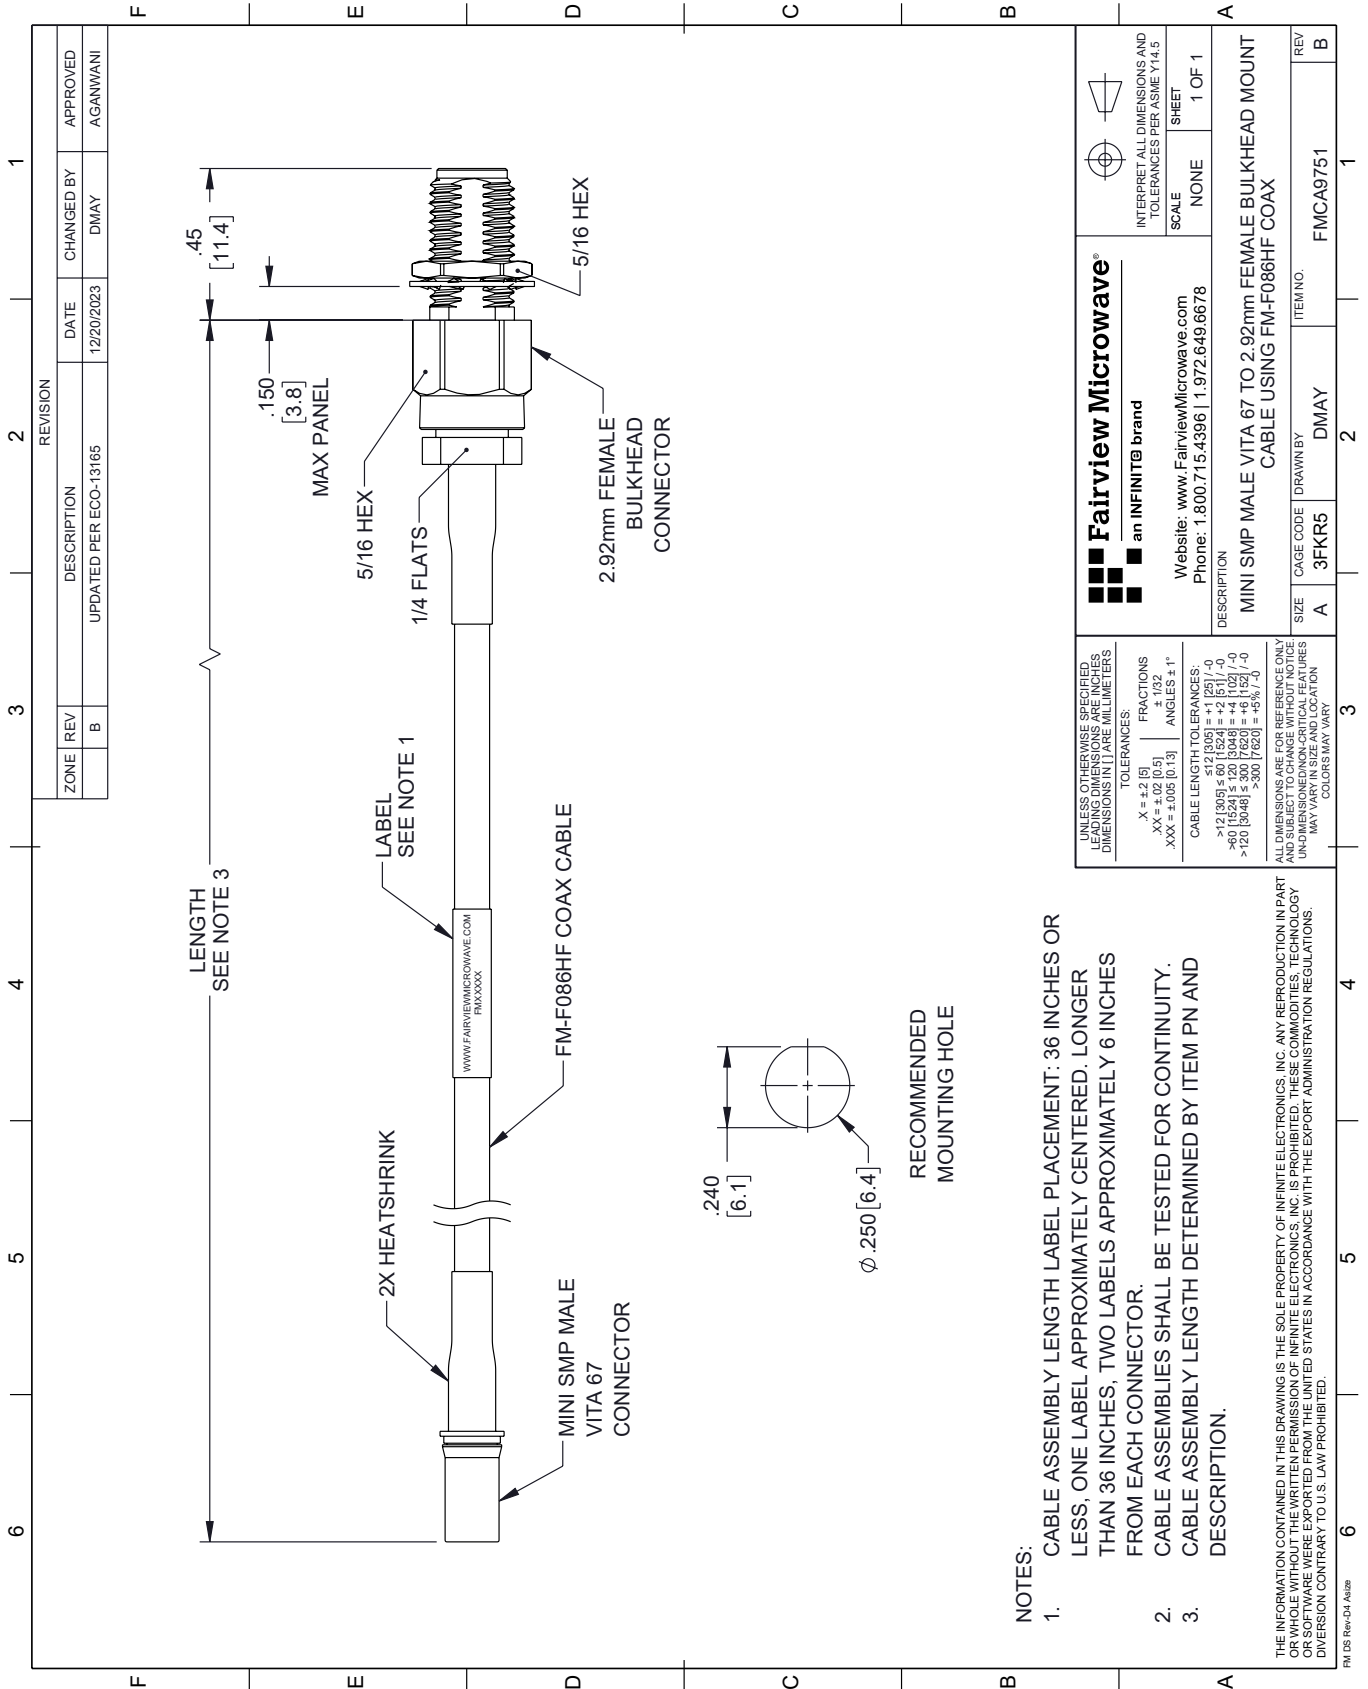 6 5 4 3 2 1
F
E
D
C
B
A
REVISION
ZONE REV DESCRIPTION DATE CHANGED BY APPROVED
B UPDATED PER ECO-13165 12/20/2023 DMAY AGANWANI
LENGTH
SEE NOTE 3
.45
[11.4]
.150
[3.8]
MAX PANEL
2X HEATSHRINK
LABEL
SEE NOTE 1
5/16 HEX
1/4 FLATS
WWW.FAIRVIEWMICROWAVE.COM
FMXXXXX
MINI SMP MALE
VITA 67
CONNECTOR
FM-F086HF COAX CABLE
2.92mm FEMALE
BULKHEAD
CONNECTOR
5/16 HEX
.240
[6.1]
Ø .250 [6.4]
RECOMMENDED
MOUNTING HOLE
NOTES:
1. CABLE ASSEMBLY LENGTH LABEL PLACEMENT: 36 INCHES OR
LESS, ONE LABEL APPROXIMATELY CENTERED. LONGER
THAN 36 INCHES, TWO LABELS APPROXIMATELY 6 INCHES
FROM EACH CONNECTOR.
2. CABLE ASSEMBLIES SHALL BE TESTED FOR CONTINUITY.
3. CABLE ASSEMBLY LENGTH DETERMINED BY ITEM PN AND
DESCRIPTION.
THE INFORMATION CONTAINED IN THIS DRAWING IS THE SOLE PROPERTY OF INFINITE ELECTRONICS, INC. ANY REPRODUCTION IN PART
OR WHOLE WITHOUT THE WRITTEN PERMISSION OF INFINITE ELECTRONICS, INC. IS PROHIBITED. THESE COMMODITIES, TECHNOLOGY
OR SOFTWARE WERE EXPORTED FROM THE UNITED STATES IN ACCORDANCE WITH THE EXPORT ADMINISTRATION REGULATIONS.
DIVERSION CONTRARY TO U.S. LAW PROHIBITED.
UNLESS OTHERWISE SPECIFIED
LEADING DIMENSIONS ARE INCHES
DIMENSIONS IN [ ] ARE MILLIMETERS
TOLERANCES:
.X = ±.2 [5] FRACTIONS
.XX = ±.02 [0.5] ± 1/32
.XXX = ±.005 [0.13] ANGLES ± 1°
CABLE LENGTH TOLERANCES:
≤12 [305] = +1 [25] / -0
>12 [305] ≤ 60 [1524] = +2 [51] / -0
>60 [1524] ≤ 120 [3048] = +4 [102] / -0
>120 [3048] ≤ 300 [7620] = +6 [152] / -0
>300 [7620] = +5% / -0
ALL DIMENSIONS ARE FOR REFERENCE ONLY
AND SUBJECT TO CHANGE WITHOUT NOTICE.
UN-DIMENSIONED/NON-CRITICAL FEATURES
MAY VARY IN SIZE AND LOCATION
COLORS MAY VARY
Fairview Microwave®
an INFINIT@ brand
Website: www.FairviewMicrowave.com
Phone: 1.800.715.4396 | 1.972.649.6678
INTERPRET ALL DIMENSIONS AND
TOLERANCES PER ASME Y14.5
SCALE SHEET
NONE 1 OF 1
DESCRIPTION
MINI SMP MALE VITA 67 TO 2.92mm FEMALE BULKHEAD MOUNT
CABLE USING FM-F086HF COAX
SIZE CAGE CODE DRAWN BY ITEM NO. REV
A 3FKR5 DMAY FMCA9751 B
6 5 4 3 2 1
F
E
D
C
B
A
FM DS Rev-D4 Asize